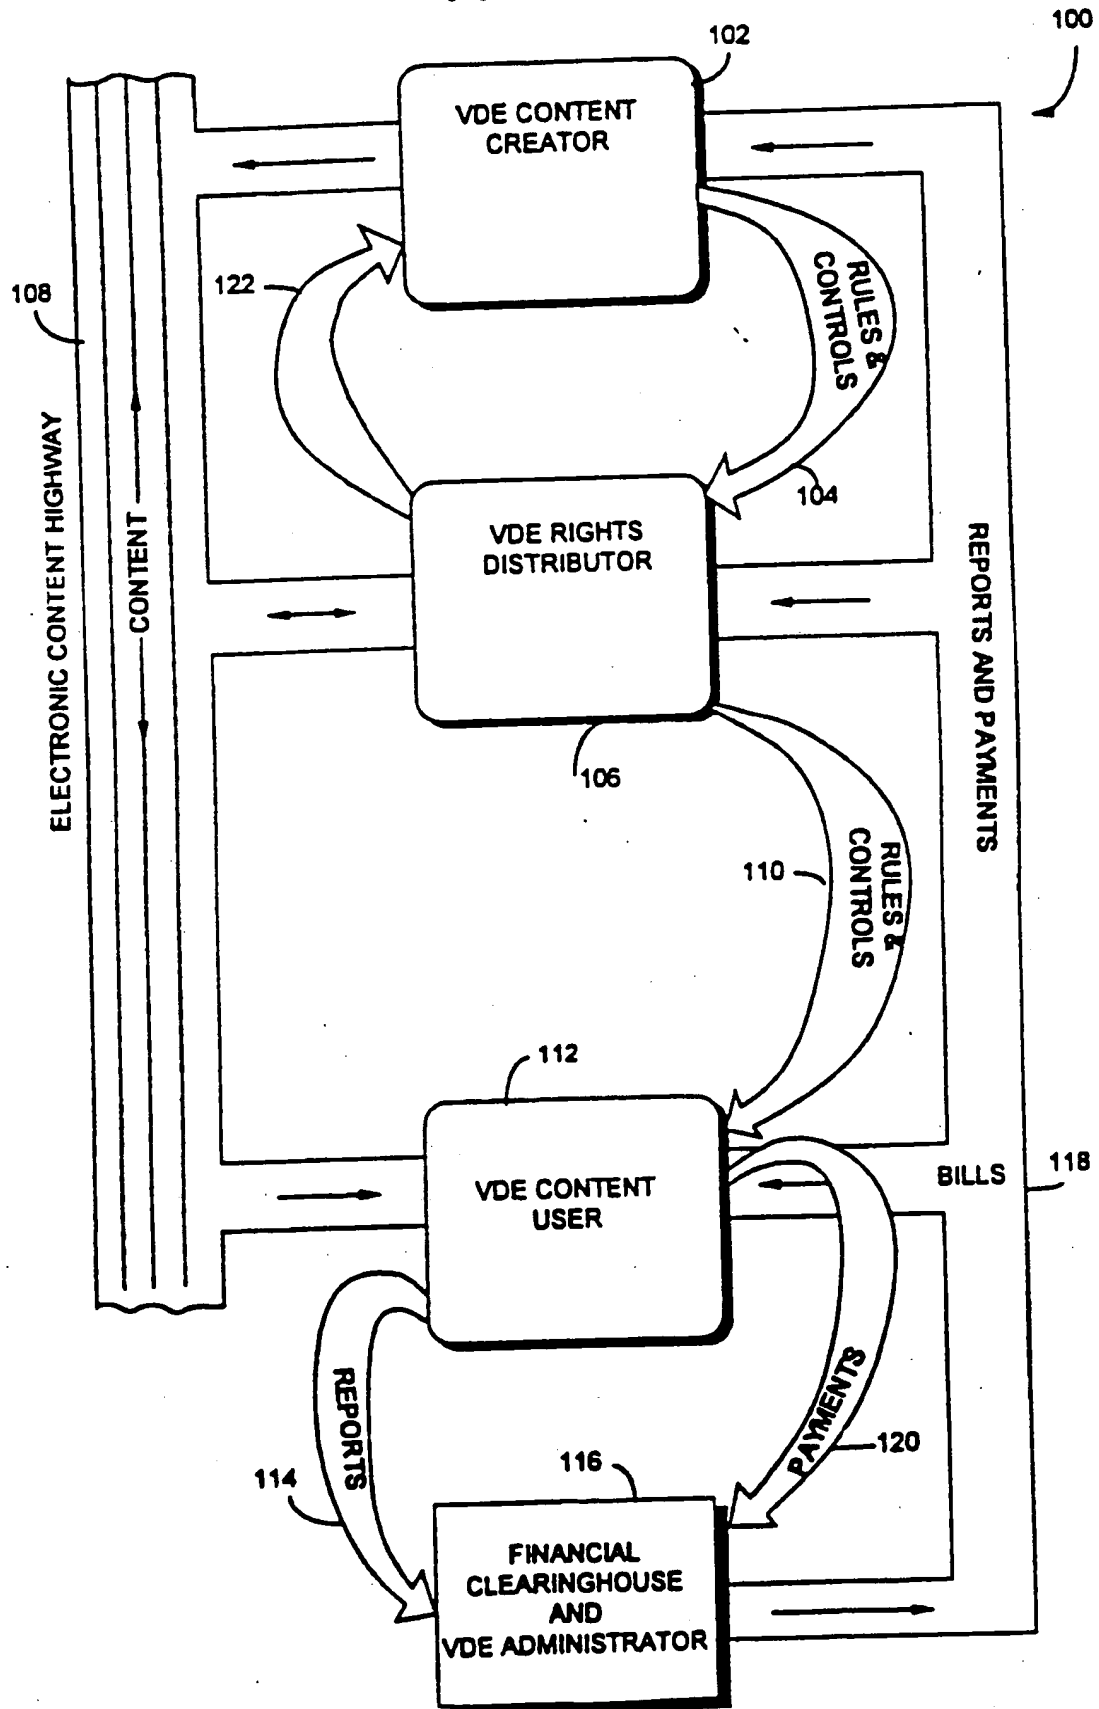 100
102
VDE CONTENT
CREATOR
122
108
RULES &
CONTROLS
104
ELECTRONIC CONTENT HIGHWAY
CONTENT
VDE RIGHTS
DISTRIBUTOR
REPORTS AND PAYMENTS
106
110
RULES &
CONTROLS
112
VDE CONTENT
USER
BILLS
118
REPORTS
PAYMENTS
114
116
120
FINANCIAL
CLEARINGHOUSE
AND
VDE ADMINISTRATOR